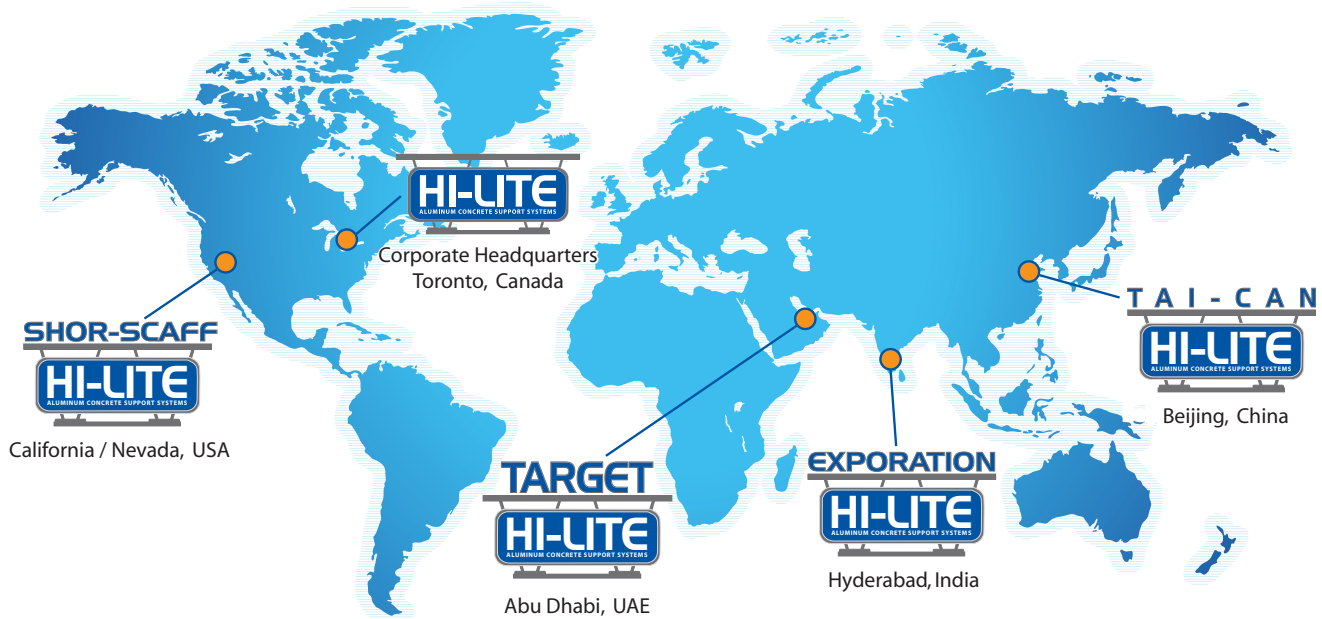 HI-LITE
ALUMINUM CONCRETE SUPPORT SYSTEMS
Corporate Headquarters
Toronto, Canada
SHOR-SCAFF
HI-LITE
ALUMINUM CONCRETE SUPPORT SYSTEMS
California / Nevada, USA
TARGET
HI-LITE
ALUMINUM CONCRETE SUPPORT SYSTEMS
Abu Dhabi, UAE
EXPORATION
HI-LITE
ALUMINUM CONCRETE SUPPORT SYSTEMS
Hyderabad, India
TAI-CAN
HI-LITE
ALUMINUM CONCRETE SUPPORT SYSTEMS
Beijing, China